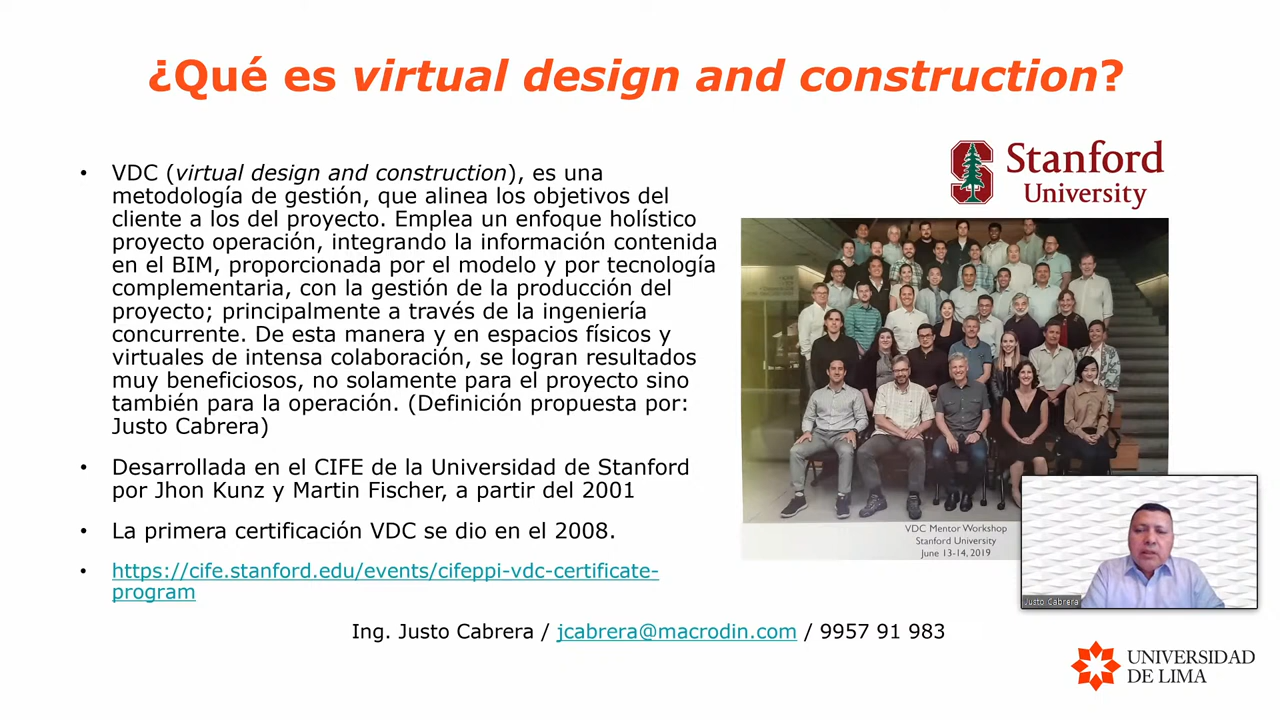 ¿Qué es virtual design and construction?
Stanford
University
• VDC (virtual design and construction), es una
metodología de gestión, que alinea los objetivos del
cliente a los del proyecto. Emplea un enfoque holístico
proyecto operación, integrando la información contenida
en el BIM, proporcionada por el modelo y por tecnología
complementaria, con la gestión de la producción del
proyecto; principalmente a través de la ingeniería
concurrente. De esta manera y en espacios físicos y
virtuales de intensa colaboración, se logran resultados
muy beneficiosos, no solamente para el proyecto sino
también para la operación. (Definición propuesta por:
Justo Cabrera)
• Desarrollada en el CIFE de la Universidad de Stanford
por Jhon Kunz y Martin Fischer, a partir del 2001
• La primera certificación VDC se dio en el 2008.
• https://cife.stanford.edu/events/cifeppi-vdc-certificate-
program
VDC Mentor Workshop
Stanford University
June 13-14, 2019
Justo Cabrera
Ing. Justo Cabrera / jcabrera@macrodin.com / 9957 91 983
UNIVERSIDAD
DE LIMA